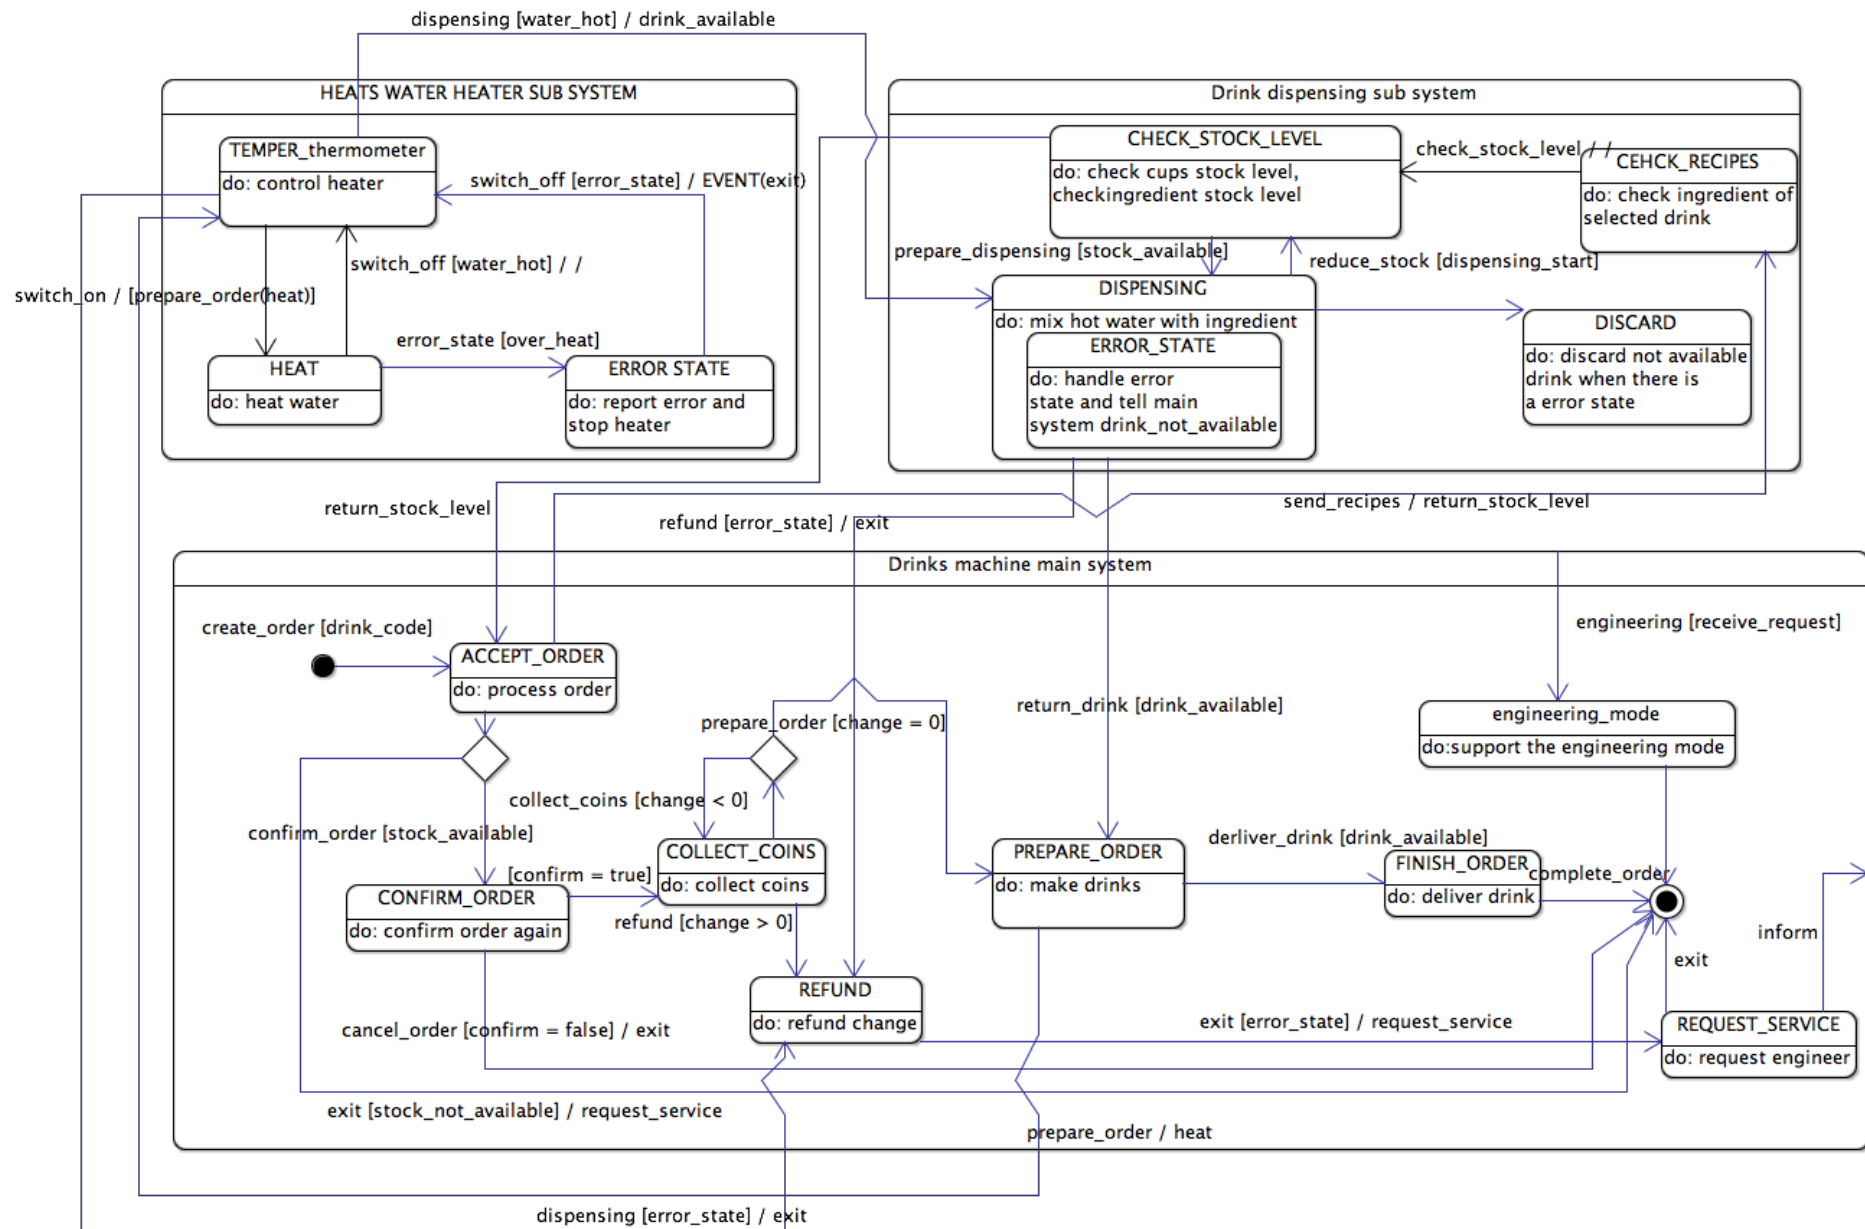 dispensing [water_hot] / drink_available
HEATS WATER HEATER SUB SYSTEM
TEMPER_thermometer
do: control heater
switch_off [error_state] / EVENT(exit)
switch_off [water_hot] / /
switch_on / [prepare_order(heat)]
error_state [over_heat]
HEAT
do: heat water
ERROR STATE
do: report error and
stop heater
Drink dispensing sub system
CHECK_STOCK_LEVEL
do: check cups stock level,
checkingredient stock level
check_stock_level / /
CEHCK_RECIPES
do: check ingredient of
selected drink
prepare_dispensing [stock_available]
reduce_stock [dispensing_start]
DISPENSING
do: mix hot water with ingredient
ERROR_STATE
do: handle error
state and tell main
system drink_not_available
DISCARD
do: discard not available
drink when there is
a error state
return_stock_level
refund [error_state] / exit
send_recipes / return_stock_level
Drinks machine main system
create_order [drink_code]
ACCEPT_ORDER
do: process order
engineering [receive_request]
prepare_order [change = 0]
return_drink [drink_available]
engineering_mode
do:support the engineering mode
collect_coins [change < 0]
confirm_order [stock_available]
COLLECT_COINS
do: collect coins
[confirm = true]
CONFIRM_ORDER
do: confirm order again
refund [change > 0]
PREPARE_ORDER
do: make drinks
derliver_drink [drink_available]
FINISH_ORDER
do: deliver drink
complete_order
inform
exit
REFUND
do: refund change
cancel_order [confirm = false] / exit
exit [error_state] / request_service
REQUEST_SERVICE
do: request engineer
exit [stock_not_available] / request_service
prepare_order / heat
dispensing [error_state] / exit